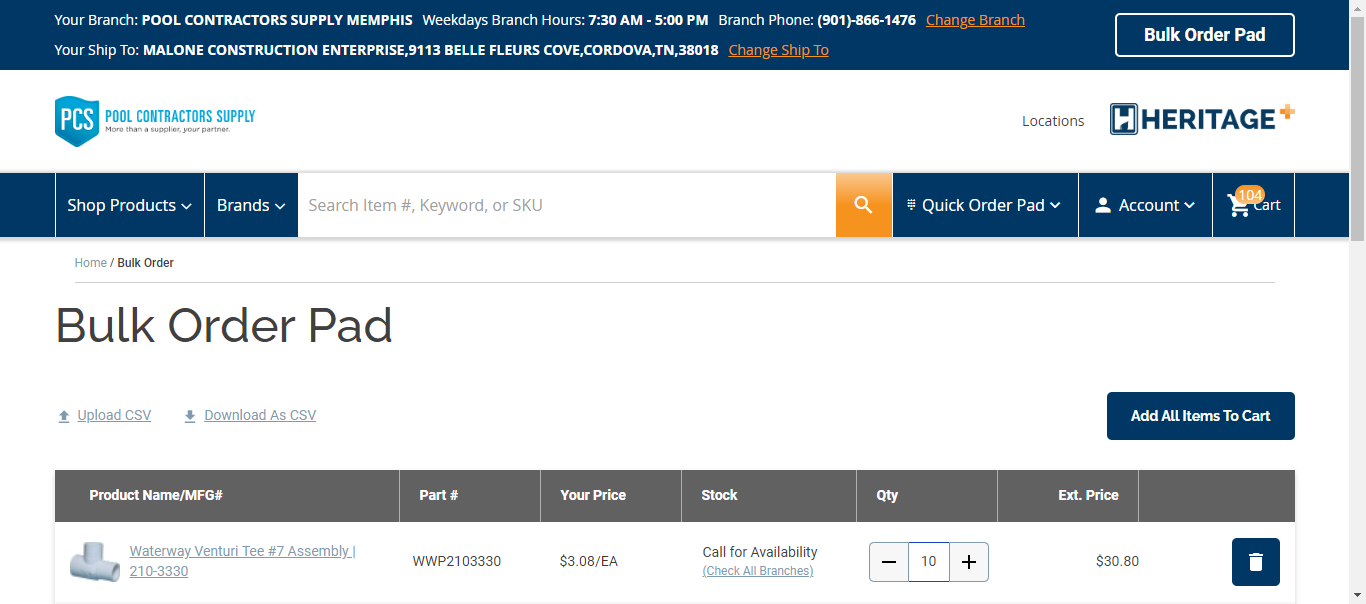 Your Branch: POOL CONTRACTORS SUPPLY MEMPHIS Weekdays Branch Hours: 7:30 AM - 5:00 PM Branch Phone: (901)-866-1476 Change Branch
Your Ship To: MALONE CONSTRUCTION ENTERPRISE,9113 BELLE FLEURS COVE,CORDOVA,TN,38018 Change Ship To
Bulk Order Pad
PCS POOL CONTRACTORS SUPPLY
More than a supplier, your partner.
Locations
HERITAGE
Shop Products
Brands
Search Item #, Keyword, or SKU
Quick Order Pad
Account
104
Cart
Home / Bulk Order
Bulk Order Pad
Upload CSV
Download As CSV
Add All Items To Cart
Product Name/MFG# Part # Your Price Stock Qty Ext. Price
Waterway Venturi Tee #7 Assembly |
210-3330
WWP2103330
$3.08/EA
Call for Availability
(Check All Branches)
10
$30.80